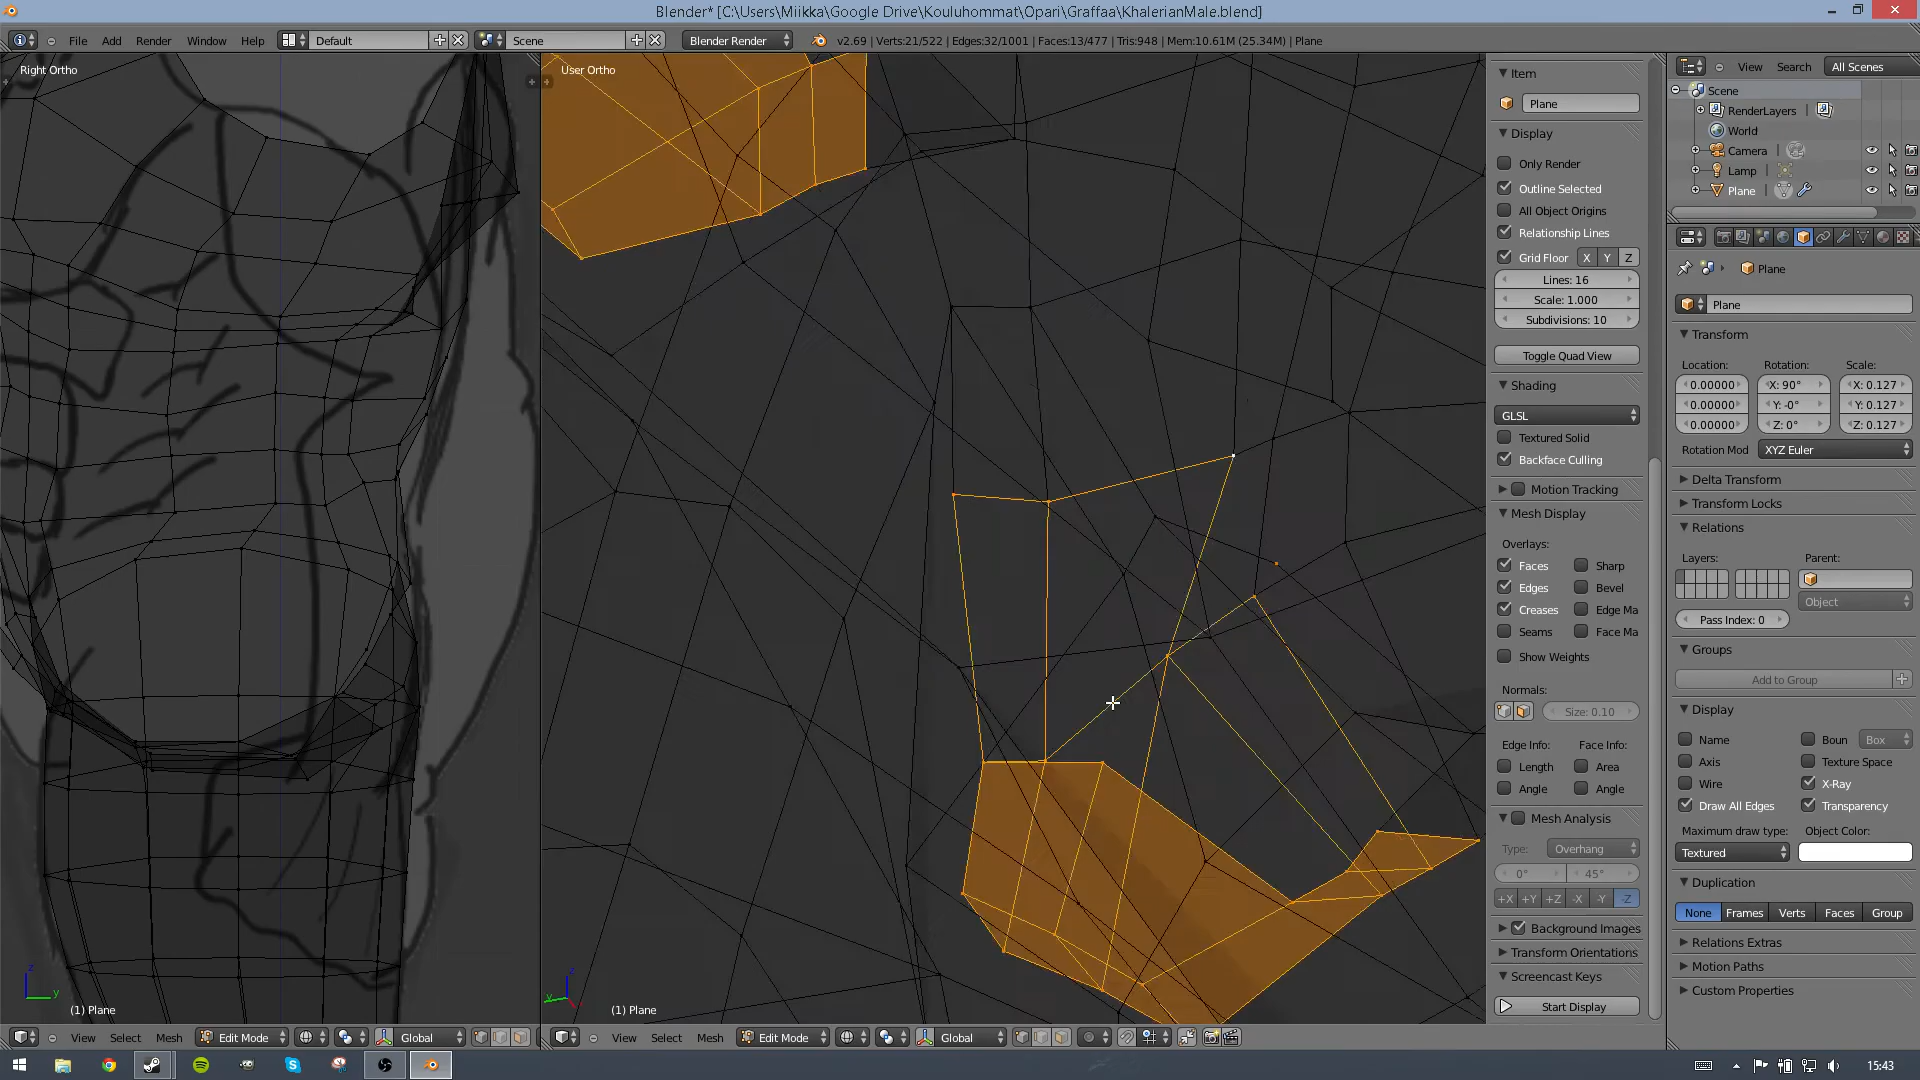 Blender* [C:\Users\Miikka\Google Drive\Kouluhommat\Opari\Graffaa\KhalerianMale.blend]
File Add Render Window Help Default Scene Blender Render v2.69 | Verts:21/522 | Edges:32/1001 | Faces:13/477 | Tris:948 | Mem:10.61M (25.34M) | Plane
Right Ortho
User Ortho
(1) Plane
(1) Plane
View Select Mesh Edit Mode Global
View Select Mesh Edit Mode Global
Item
Plane
Display
Only Render
Outline Selected
All Object Origins
Relationship Lines
Grid Floor X Y Z
Lines: 16
Scale: 1.000
Subdivisions: 10
Toggle Quad View
Shading
GLSL
Textured Solid
Backface Culling
Motion Tracking
Mesh Display
Overlays:
Faces Sharp
Edges Bevel
Creases Edge Ma
Seams Face Ma
Show Weights
Normals:
Size: 0.10
Edge Info: Face Info:
Length Area
Angle Angle
Mesh Analysis
Type: Overhang
0° 45°
+X +Y +Z -X -Y -Z
Background Images
Transform Orientations
Screencast Keys
Start Display
View Search All Scenes
Scene
RenderLayers
World
Camera
Lamp
Plane
Plane
Plane
Transform
Location: Rotation: Scale:
0.00000 X: 90° X: 0.127
0.00000 Y: -0° Y: 0.127
0.00000 Z: 0° Z: 0.127
Rotation Mod XYZ Euler
Delta Transform
Transform Locks
Relations
Layers: Parent:
Object
Pass Index: 0
Groups
Add to Group
Display
Name Boun Box
Axis Texture Space
Wire X-Ray
Draw All Edges Transparency
Maximum draw type: Object Color:
Textured
Duplication
None Frames Verts Faces Group
Relations Extras
Motion Paths
Custom Properties
15:43